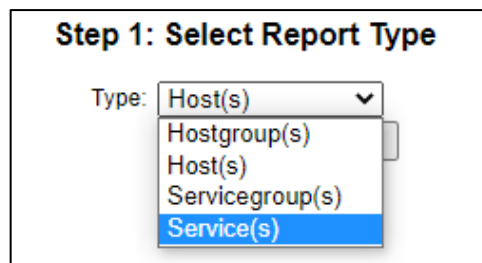 Step 1: Select Report Type
Type: Host(s)
Hostgroup(s)
Host(s)
Servicegroup(s)
Service(s)